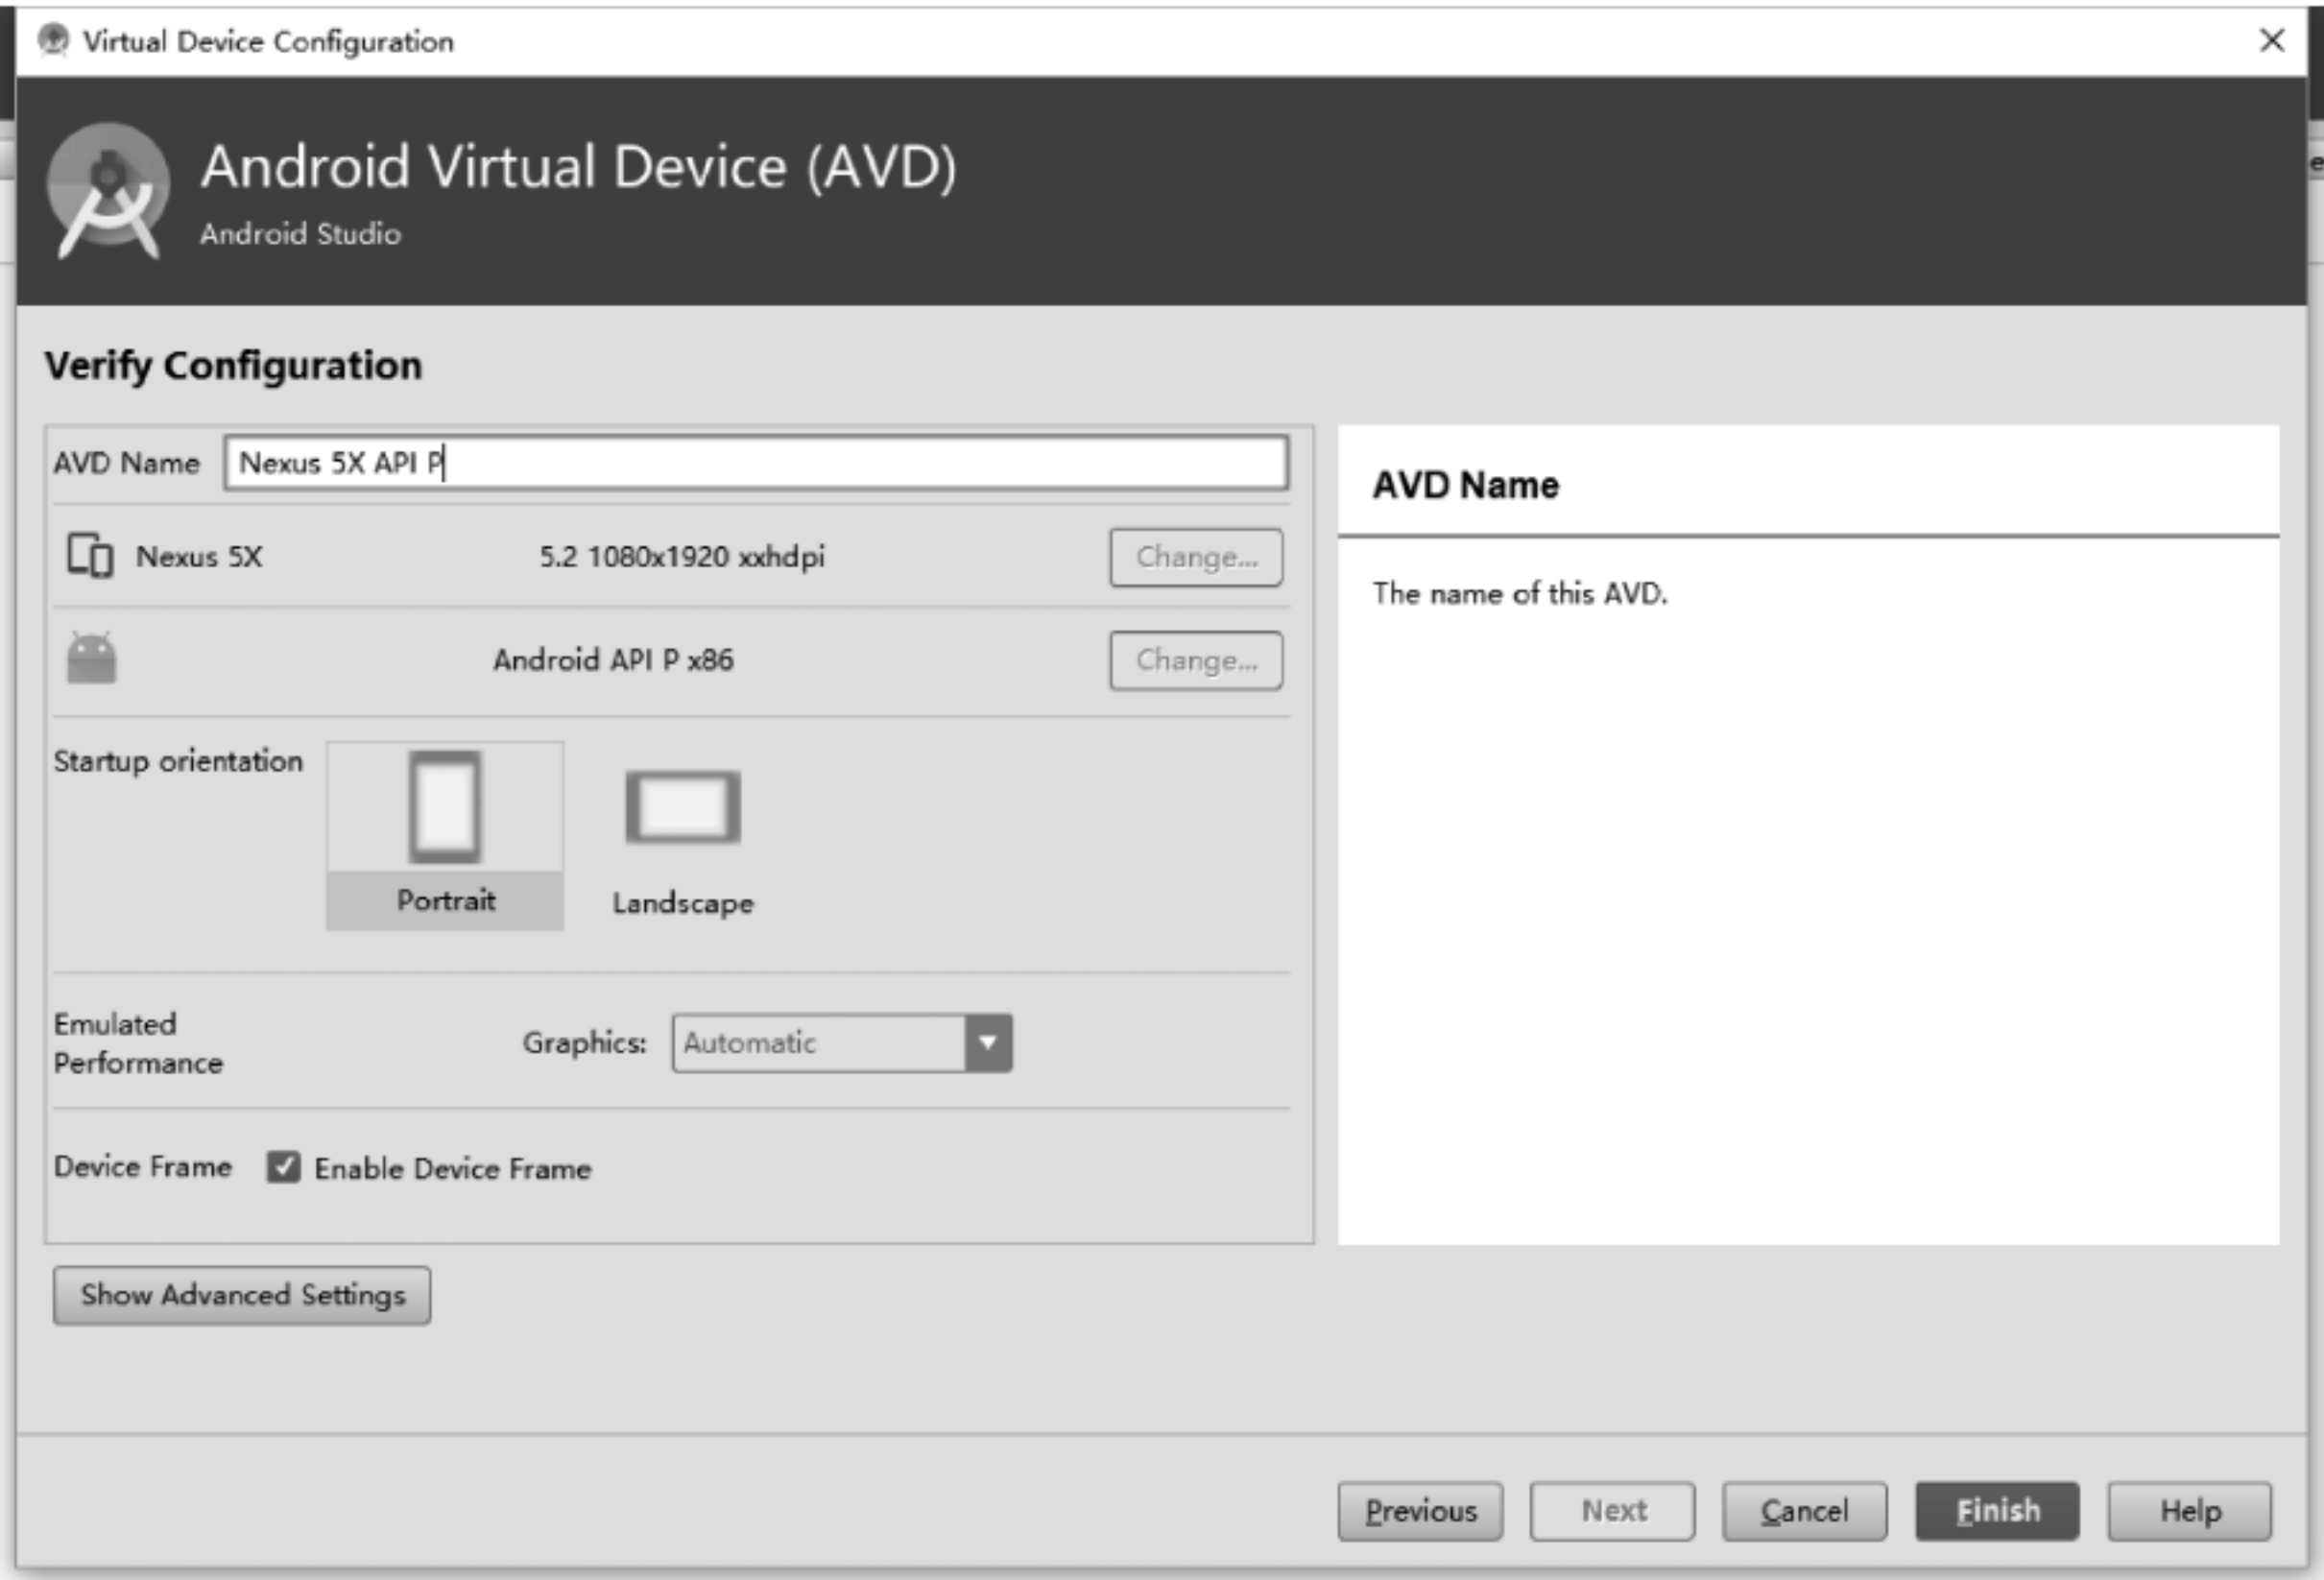 Virtual Device Configuration
Android Virtual Device (AVD)
Android Studio
e
Verify Configuration
AVD Name Nexus 5X API P
Nexus 5X 5.2 1080x1920 xxhdpi Change...
Android API P x86 Change...
Startup orientation
Portrait Landscape
Emulated
Performance
Graphics: Automatic
Device Frame Enable Device Frame
Show Advanced Settings
AVD Name
The name of this AVD.
Previous Next Cancel Finish Help